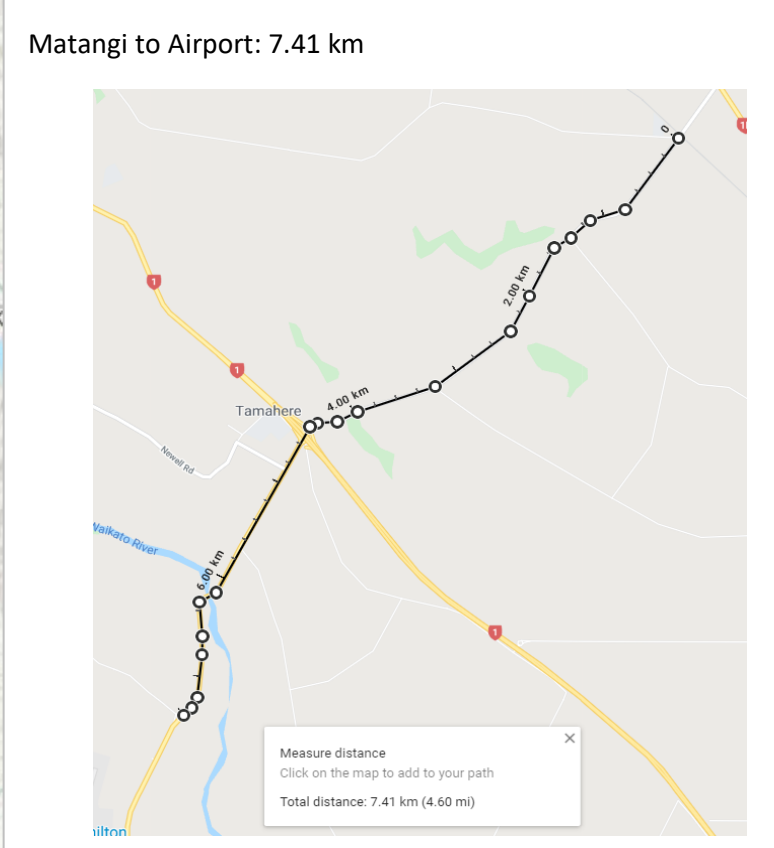 Matangi to Airport: 7.41 km
0
1
2.00 km
1
1
4.00 km
Tamahere
Newell Rd
Waikato River
6.00 km
1
Measure distance
Click on the map to add to your path
Total distance: 7.41 km (4.60 mi)
ilton